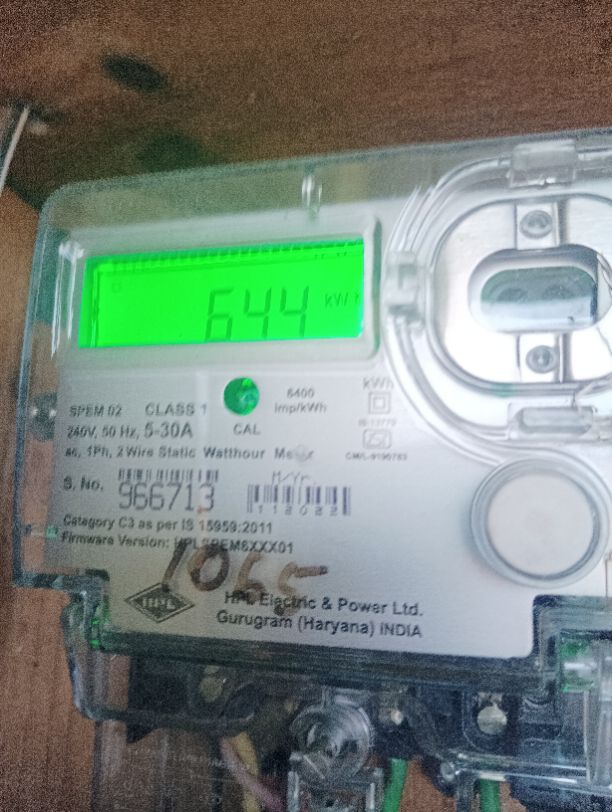 644 kWh
6400
imp/kWh
kWh
SPEM 02 CLASS 1
240V, 50 Hz, 5-30A CAL
ac, 1Ph, 2 Wire Static Watthour Meter
S. No. 966713
M/Yr.
112022
Category C3 as per IS 15959:2011
Firmware Version: HPLSPEM6XXX01
1065
HPL
HPL Electric & Power Ltd.
Gurugram (Haryana) INDIA